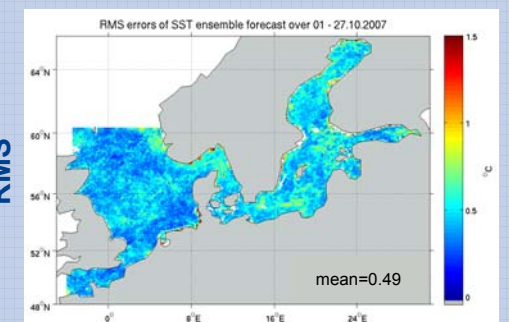 RMS errors of SST ensemble forecast over 01 - 27.10.2007
RMS
64°N
60°N
56°N
52°N
48°N
0°
8°E
16°E
24°E
mean=0.49
1.5
1
0.5
0
°C